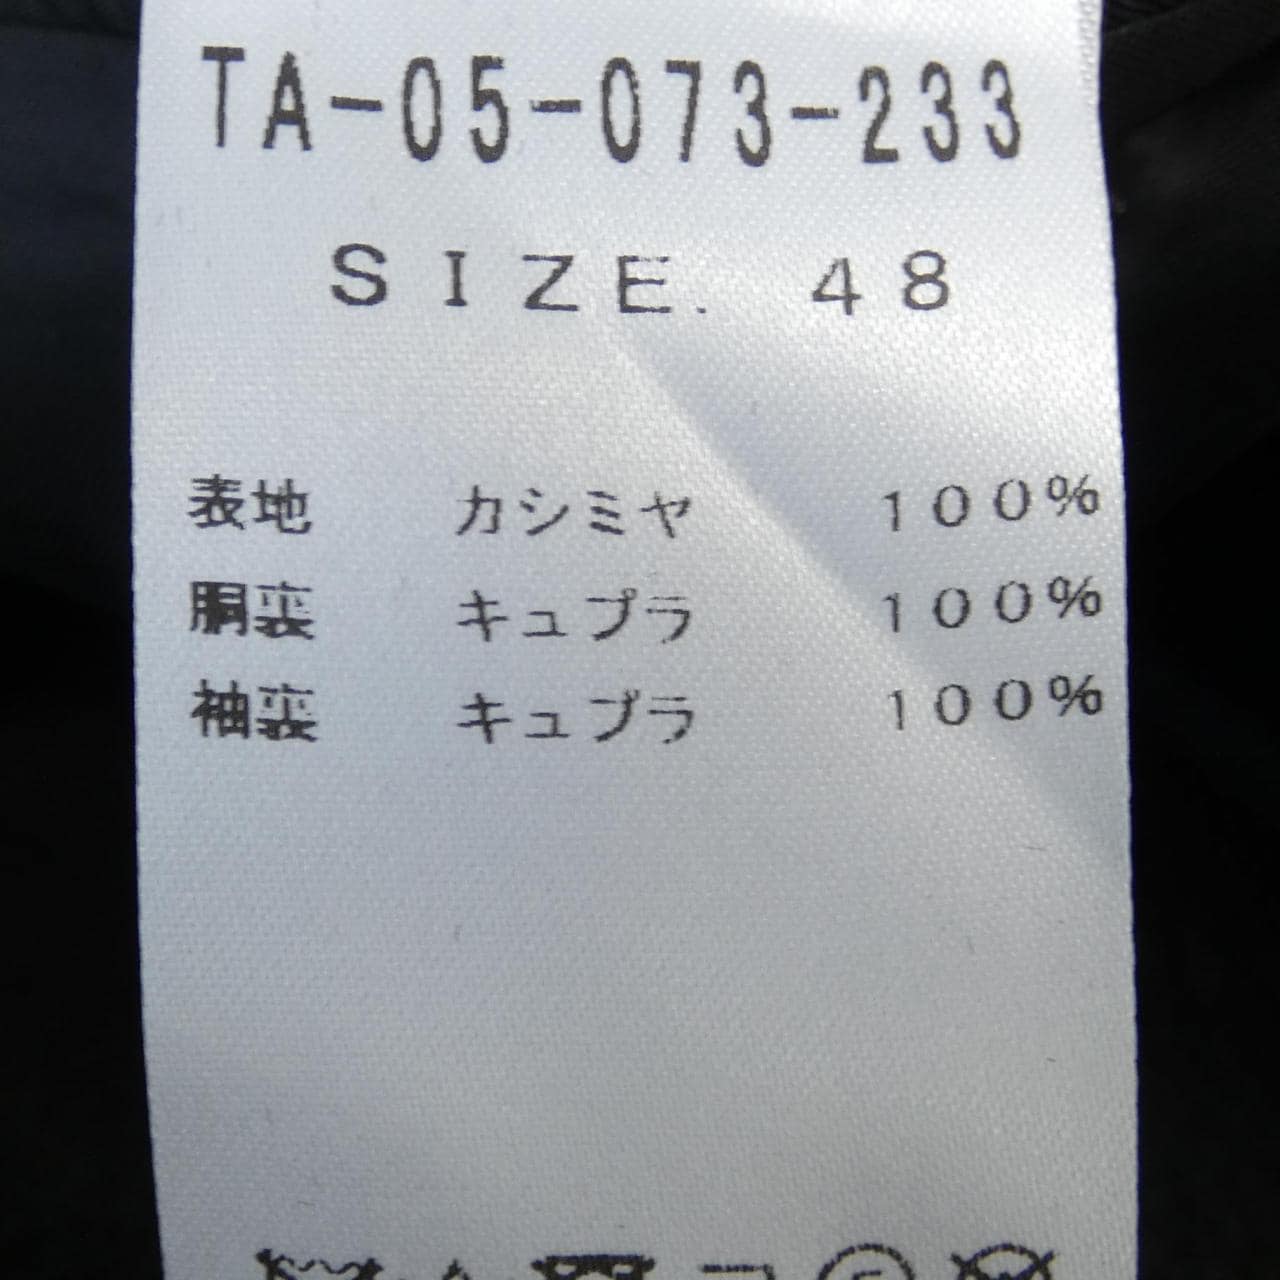 TA-05-073-233
SIZE. 48
表地 カシミヤ 100%
胴裏 キュプラ 100%
袖裏 キュプラ 100%